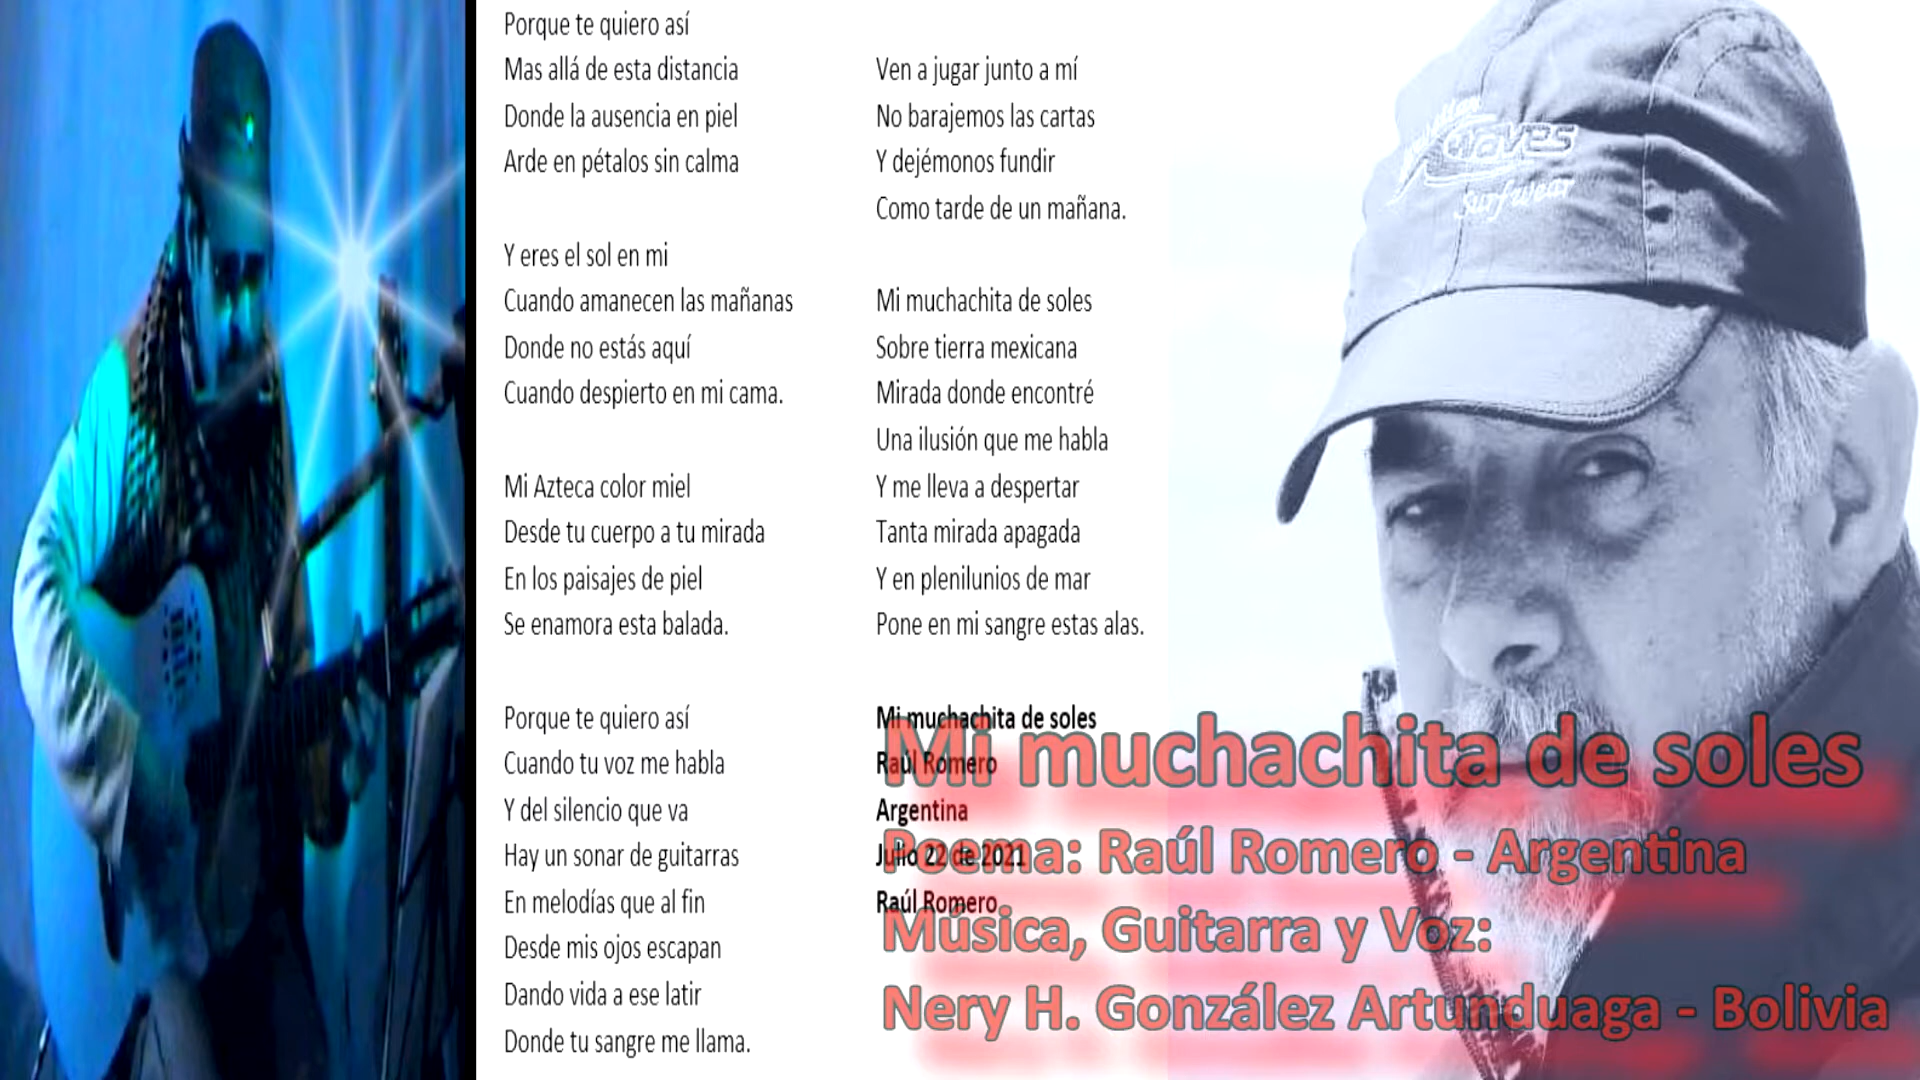 Porque te quiero así
Mas allá de esta distancia
Donde la ausencia en piel
Arde en pétalos sin calma
Y eres el sol en mi
Cuando amanecen las mañanas
Donde no estás aquí
Cuando despierto en mi cama.
Mi Azteca color miel
Desde tu cuerpo a tu mirada
En los paisajes de piel
Se enamora esta balada.
Porque te quiero así
Cuando tu voz me habla
Y del silencio que va
Hay un sonar de guitarras
En melodías que al fin
Desde mis ojos escapan
Dando vida a ese latir
Donde tu sangre me llama.
Ven a jugar junto a mí
No barajemos las cartas
Y dejémonos fundir
Como tarde de un mañana.
Mi muchachita de soles
Sobre tierra mexicana
Mirada donde encontré
Una ilusión que me habla
Y me lleva a despertar
Tanta mirada apagada
Y en plenilunios de mar
Pone en mi sangre estas alas.
Mi muchachita de soles
Raúl Romero
Argentina
Julio 22 de 2021
Raúl Romero
Mi muchachita de soles
Poema: Raúl Romero - Argentina
Música, Guitarra y Voz:
Nery H. González Artunduaga - Bolivia
Waves
Surfwear